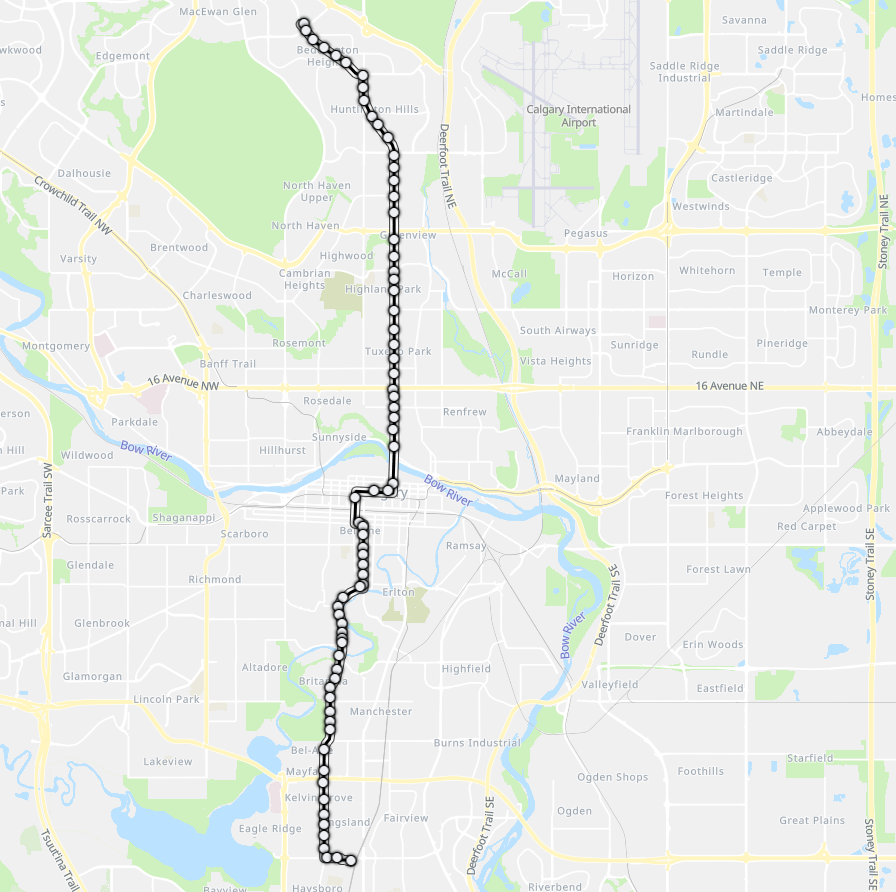 MacEwan Glen
Savanna
wkwood
Edgemont
Saddle Ridge
Saddle Ridge
Industrial
Homes
Huntington Hills
Calgary International
Airport
Martindale
Deerfoot Trail NE
Dalhousie
Castleridge
North Haven
Upper
Crowchild Trail NW
Westwinds
North Haven
Pegasus
Stoney Trail NE
Brentwood
Highwood
Varsity
Cambrian
Heights
McCall
Horizon
Whitehorn
Temple
Charleswood
Monterey Park
South Airways
Montgomery
Rosemont
Sunridge
Pineridge
Rundle
Banff Trail
Vista Heights
16 Avenue NW
16 Avenue NE
Rosedale
Renfrew
Parkdale
Franklin Marlborough
Abbeydale
Sunnyside
Hillhurst
Bow River
Wildwood
Mayland
Bow River
Forest Heights
Park
Sarcee Trail SW
Rosscarrock
Shaganappi
Applewood Park
Red Carpet
Scarboro
Ramsay
Glendale
Forest Lawn
Richmond
Erlton
Deerfoot Trail SE
Stoney Trail SE
Glenbrook
Bow River
Dover
Erin Woods
Altadore
Highfield
Glamorgan
Valleyfield
Eastfield
Lincoln Park
Manchester
Burns Industrial
Lakeview
Starfield
Foothills
Ogden Shops
Fairview
Ogden
Great Plains
Eagle Ridge
Deerfoot Trail SE
Tsuut'ina Trail
Stoney Trail SE
Haysboro
Bayview
Riverbend